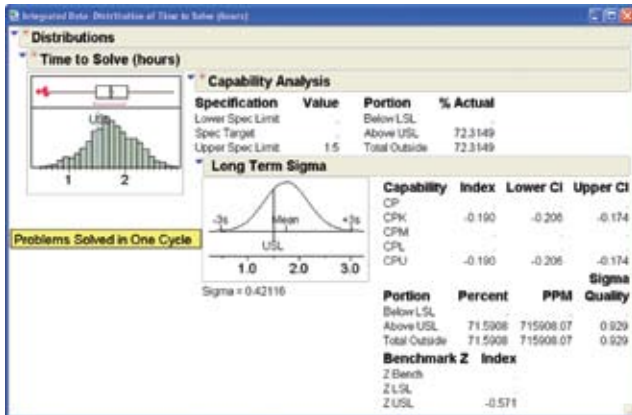 Integrated Data- Distribution of Time to Solve (hours)
Distributions
Time to Solve (hours)
USL
1 2
Problems Solved in One Cycle
Capability Analysis
Specification Value Portion % Actual
Lower Spec Limit . Below LSL .
Spec Target . Above USL 72.3149
Upper Spec Limit 1.5 Total Outside 72.3149
Long Term Sigma
-3s Mean +3s
USL
1.0 2.0 3.0
Sigma = 0.42116
Capability Index Lower CI Upper CI
CP . . .
CPK -0.190 -0.206 -0.174
CPM . . .
CPL . . .
CPU -0.190 -0.206 -0.174
Sigma
Portion Percent PPM Quality
Below LSL . . .
Above USL 71.5908 715908.07 0.929
Total Outside 71.5908 715908.07 0.929
Benchmark Z Index
Z Bench .
Z LSL .
Z USL -0.571